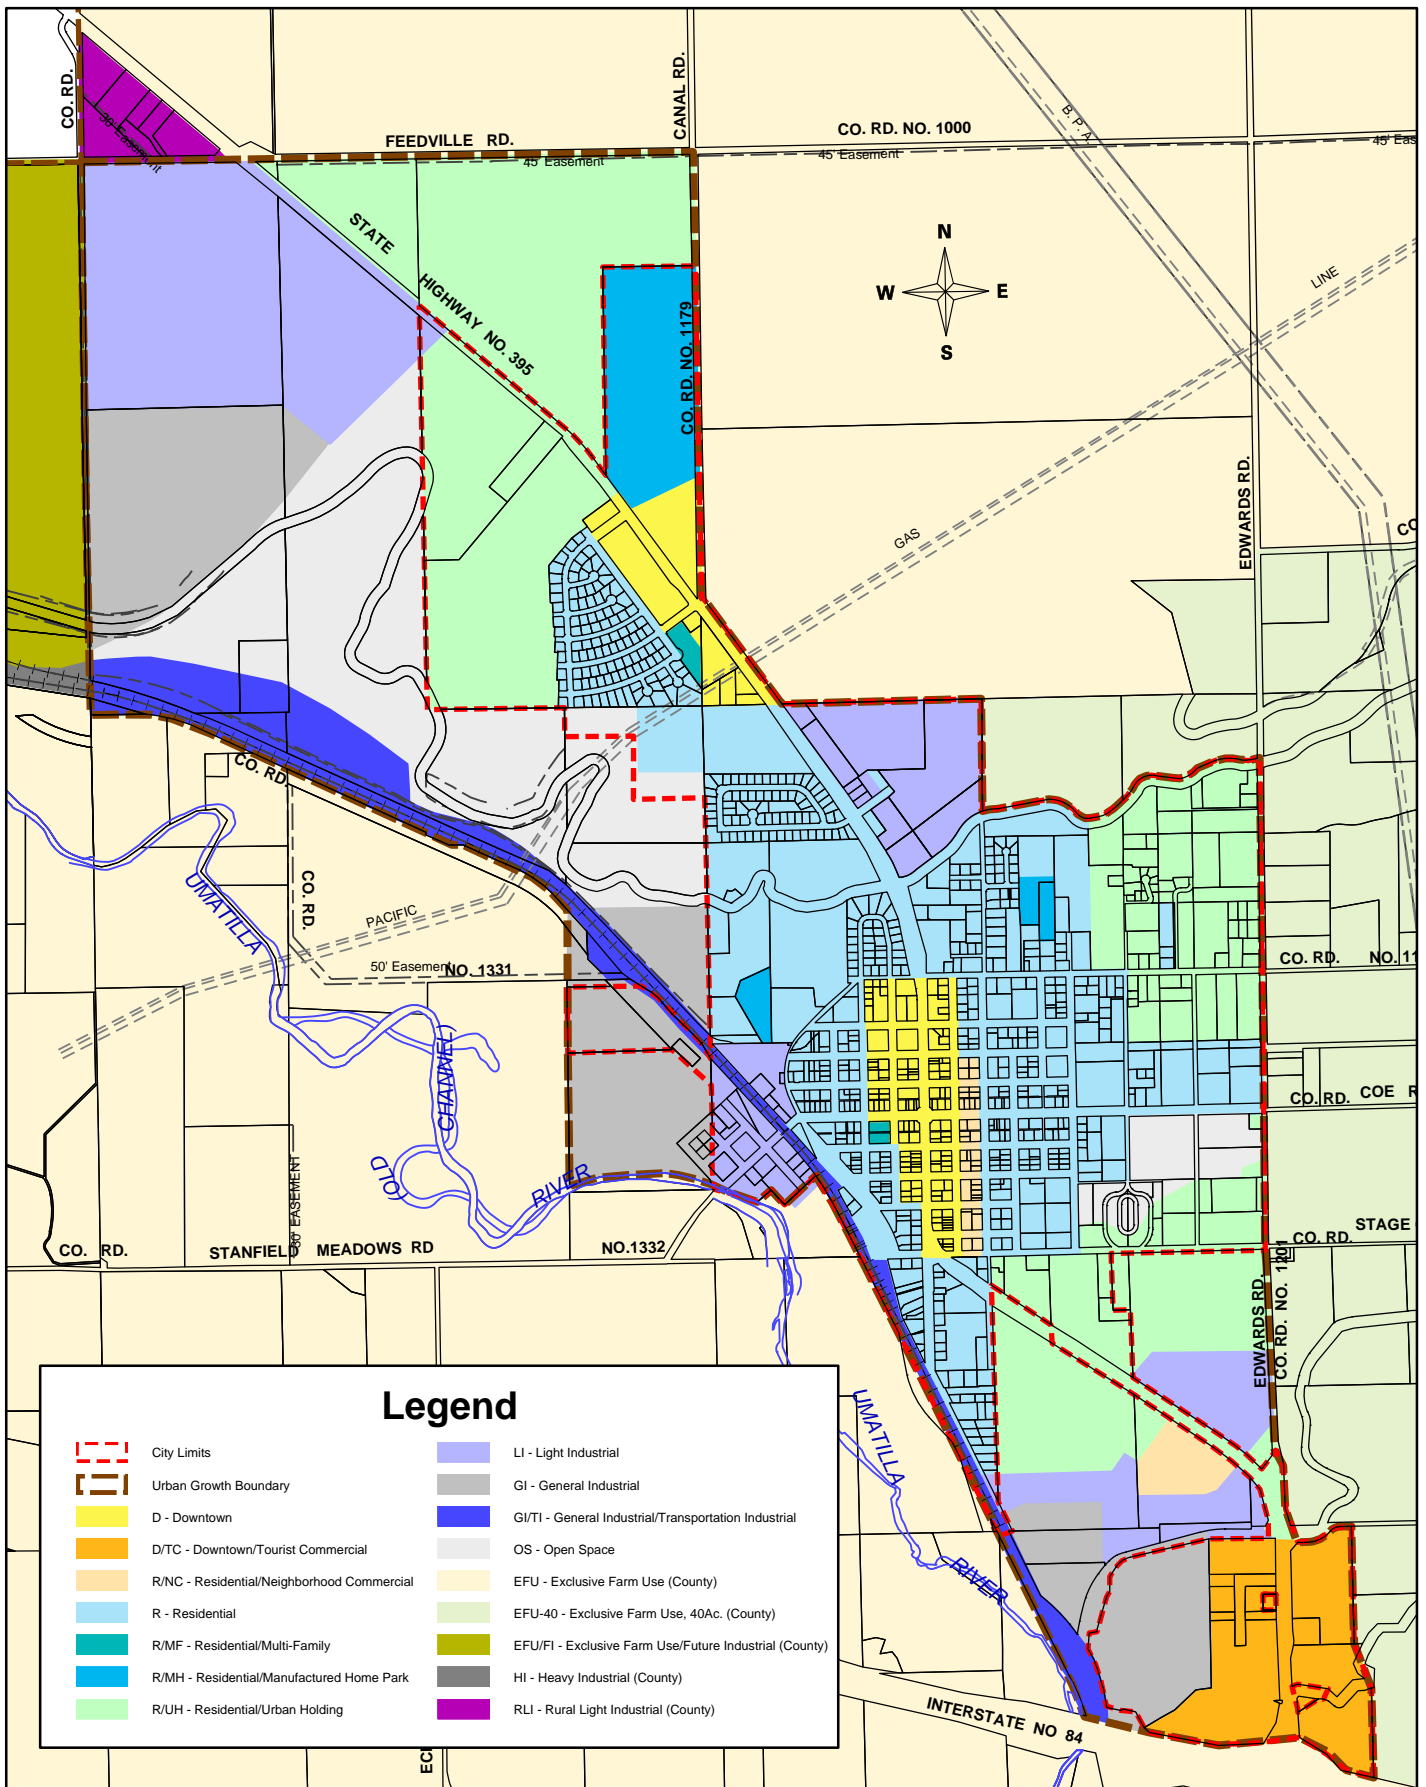 CO. RD.
CANAL RD.
B. P. A.
FEEDVILLE RD.
CO. RD. NO. 1000
30' Easement
45' Easement
45' Easement
45' Eas
STATE
HIGHWAY NO. 395
N
W E
S
LINE
CO. RD. NO. 1179
EDWARDS RD.
GAS
CO
CO. RD.
UMATILLA
CO. RD.
PACIFIC
50' Easement
NO. 1331
CO. RD. NO. 11
CHANNEL)
(OLD
RIVER
CO. RD. COE R
50' EASEMENT
CO. RD.
STANFIELD MEADOWS RD
NO.1332
STAGE
CO. RD.
EDWARDS RD.
CO. RD. NO. 1201
UMATILLA
RIVER
INTERSTATE NO 84
Legend
City Limits
Urban Growth Boundary
D - Downtown
D/TC - Downtown/Tourist Commercial
R/NC - Residential/Neighborhood Commercial
R - Residential
R/MF - Residential/Multi-Family
R/MH - Residential/Manufactured Home Park
R/UH - Residential/Urban Holding
LI - Light Industrial
GI - General Industrial
GI/TI - General Industrial/Transportation Industrial
OS - Open Space
EFU - Exclusive Farm Use (County)
EFU-40 - Exclusive Farm Use, 40Ac. (County)
EFU/FI - Exclusive Farm Use/Future Industrial (County)
HI - Heavy Industrial (County)
RLI - Rural Light Industrial (County)